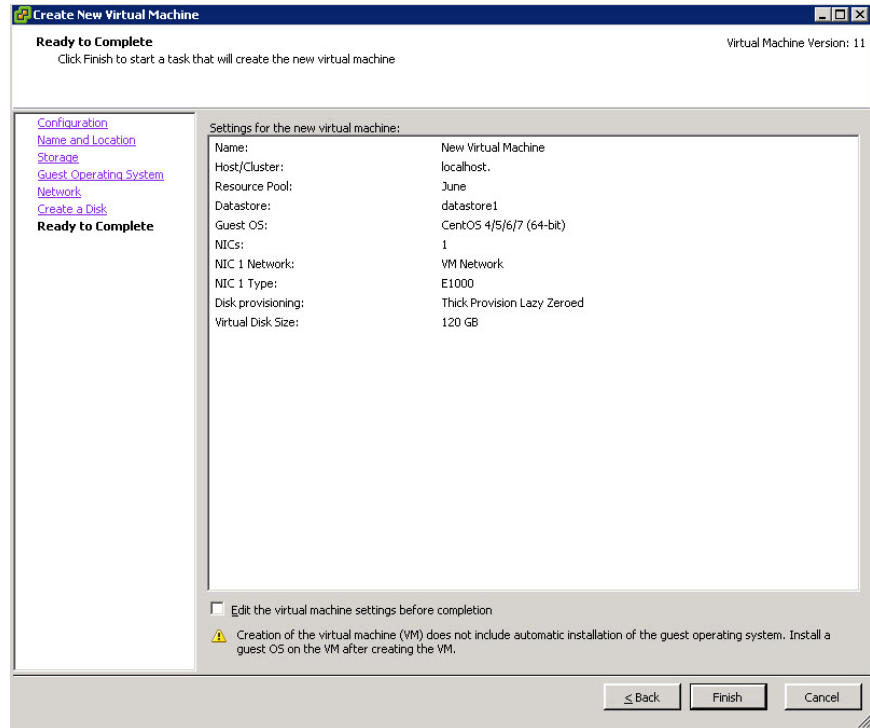 Create New Virtual Machine
Ready to Complete
Virtual Machine Version: 11
Click Finish to start a task that will create the new virtual machine
Configuration
Name and Location
Storage
Guest Operating System
Network
Create a Disk
Ready to Complete
Settings for the new virtual machine:
Name: New Virtual Machine
Host/Cluster: localhost.
Resource Pool: June
Datastore: datastore1
Guest OS: CentOS 4/5/6/7 (64-bit)
NICs: 1
NIC 1 Network: VM Network
NIC 1 Type: E1000
Disk provisioning: Thick Provision Lazy Zeroed
Virtual Disk Size: 120 GB
Edit the virtual machine settings before completion
Creation of the virtual machine (VM) does not include automatic installation of the guest operating system. Install a
guest OS on the VM after creating the VM.
< Back Finish Cancel